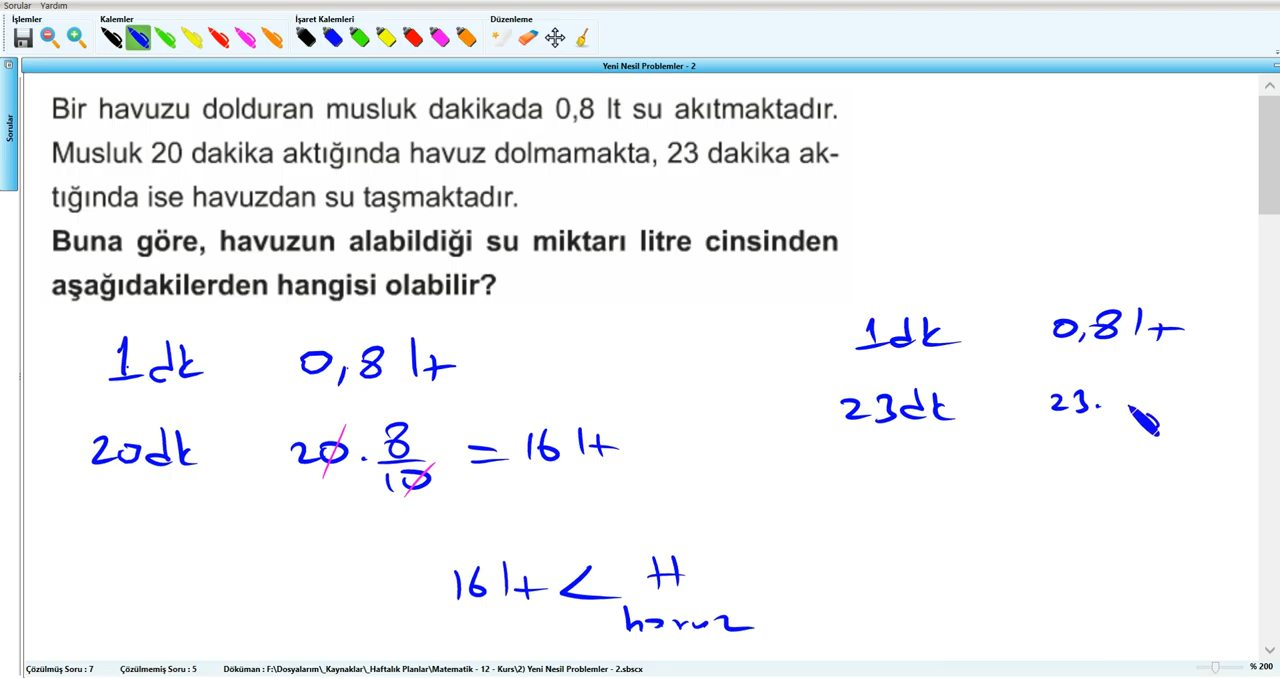 Sorular Yardım
İşlemler Kalemler İşaret Kalemleri Düzenleme
Yeni Nesil Problemler - 2
Sorular
Bir havuzu dolduran musluk dakikada 0,8 lt su akıtmaktadır.
Musluk 20 dakika aktığında havuz dolmamakta, 23 dakika ak-
tığında ise havuzdan su taşmaktadır.
Buna göre, havuzun alabildiği su miktarı litre cinsinden
aşağıdakilerden hangisi olabilir?
1dk 0,8 lt
20dk 20 . 8/10 = 16 lt
1dk 0,8 lt
23dk 23.
16 lt < H
havuz
Çözülmüş Soru : 7 Çözülmemiş Soru : 5 Döküman : F:\Dosyalarım\_Kaynaklar\_Haftalık Planlar\Matematik - 12 - Kurs\2) Yeni Nesil Problemler - 2.sbscx % 200